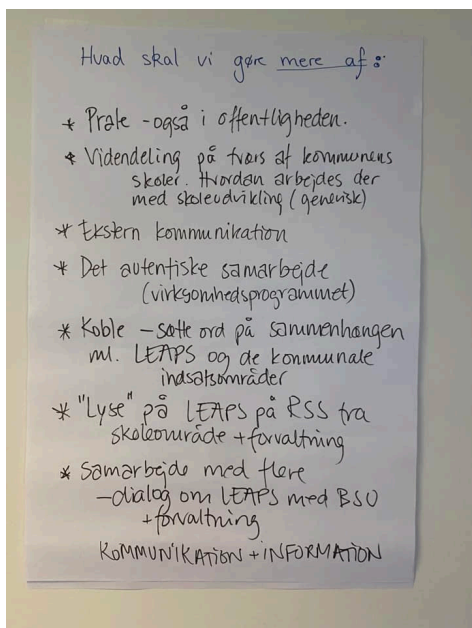 Hvad skal vi gøre mere af:
* Prale - også i offentligheden.
* Videndeling på tværs af kommunens
skoler. Hvordan arbejdes der
med skoleudvikling (generisk)
* Ekstern kommunikation
* Det autentiske samarbejde
(virksomhedsprogrammet)
* Koble - sætte ord på sammenhængen
ml. LEAPS og de kommunale
indsatsområder
* "Lyse" på LEAPS på RSS fra
skoleområde + forvaltning
* Samarbejde med flere
- dialog om LEAPS med BSU
+ forvaltning
KOMMUNIKATION + INFORMATION